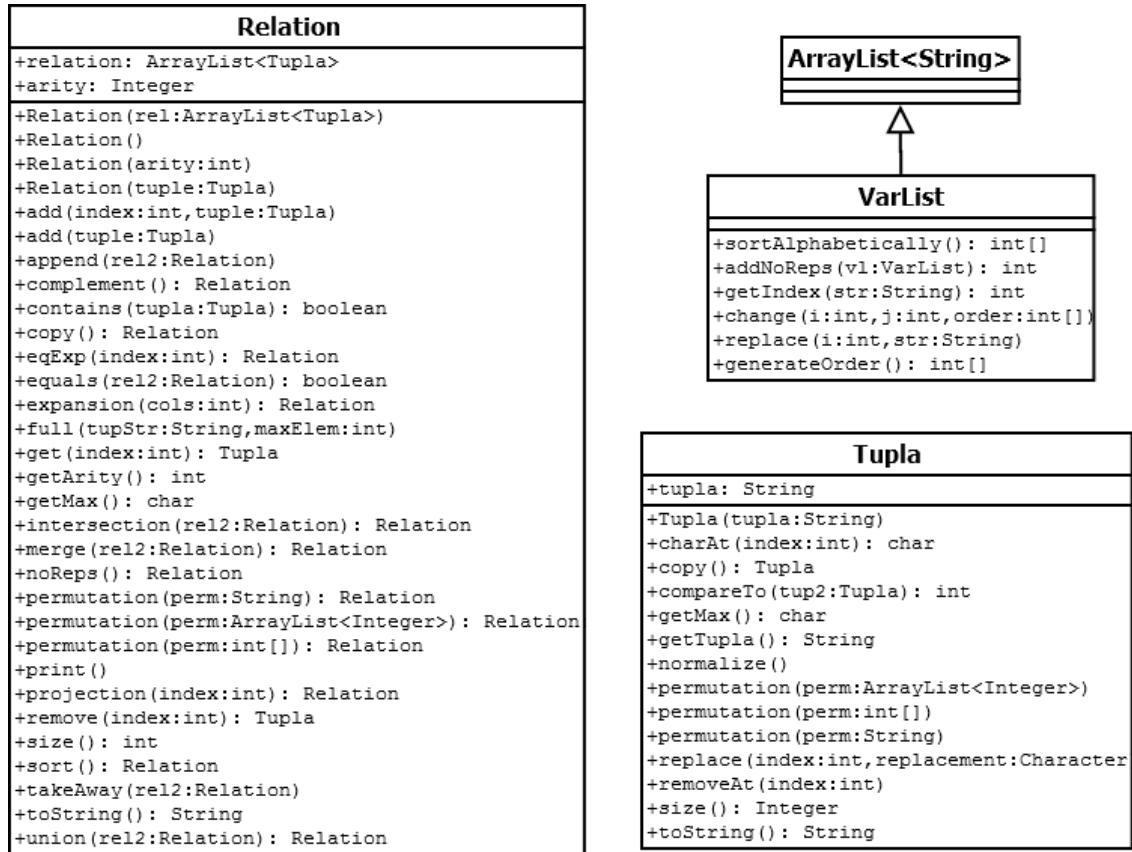 Relation
+relation: ArrayList<Tupla>
+arity: Integer
+Relation(rel:ArrayList<Tupla>)
+Relation()
+Relation(arity:int)
+Relation(tuple:Tupla)
+add(index:int,tuple:Tupla)
+add(tuple:Tupla)
+append(rel2:Relation)
+complement(): Relation
+contains(tupla:Tupla): boolean
+copy(): Relation
+eqExp(index:int): Relation
+equals(rel2:Relation): boolean
+expansion(cols:int): Relation
+full(tupStr:String,maxElem:int)
+get(index:int): Tupla
+getArity(): int
+getMax(): char
+intersection(rel2:Relation): Relation
+merge(rel2:Relation): Relation
+noReps(): Relation
+permutation(perm:String): Relation
+permutation(perm:ArrayList<Integer>): Relation
+permutation(perm:int[]): Relation
+print()
+projection(index:int): Relation
+remove(index:int): Tupla
+size(): int
+sort(): Relation
+takeAway(rel2:Relation)
+toString(): String
+union(rel2:Relation): Relation
ArrayList<String>
VarList
+sortAlphabetically(): int[]
+addNoReps(vl:VarList): int
+getIndex(str:String): int
+change(i:int,j:int,order:int[])
+replace(i:int,str:String)
+generateOrder(): int[]
Tupla
+tupla: String
+Tupla(tupla:String)
+charAt(index:int): char
+copy(): Tupla
+compareTo(tup2:Tupla): int
+getMax(): char
+getTupla(): String
+normalize()
+permutation(perm:ArrayList<Integer>)
+permutation(perm:int[])
+permutation(perm:String)
+replace(index:int,replacement:Character
+removeAt(index:int)
+size(): Integer
+toString(): String